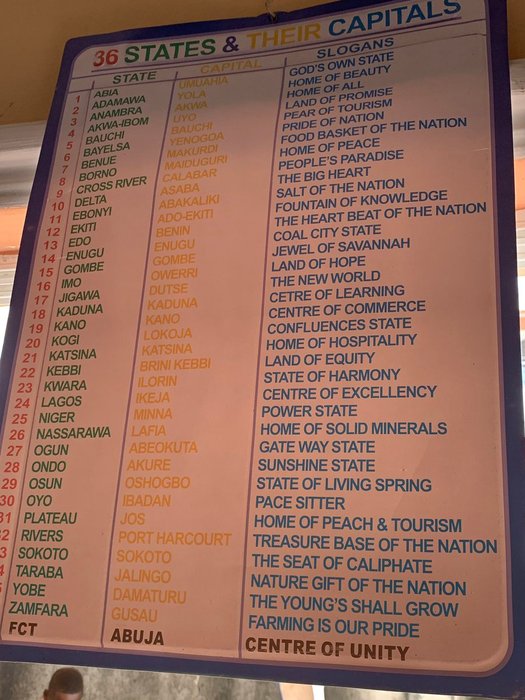 36 STATES & THEIR CAPITALS
STATE CAPITAL SLOGANS
1 ABIA UMUAHIA GOD'S OWN STATE
2 ADAMAWA YOLA HOME OF BEAUTY
3 ANAMBRA AKWA HOME OF ALL
4 AKWA-IBOM UYO LAND OF PROMISE
5 BAUCHI BAUCHI PEAR OF TOURISM
6 BAYELSA YENOGOA PRIDE OF NATION
7 BENUE MAKURDI FOOD BASKET OF THE NATION
8 BORNO MAIDUGURI HOME OF PEACE
9 CROSS RIVER CALABAR PEOPLE'S PARADISE
10 DELTA ASABA THE BIG HEART
11 EBONYI ABAKALIKI SALT OF THE NATION
12 EKITI ADO-EKITI FOUNTAIN OF KNOWLEDGE
13 EDO BENIN THE HEART BEAT OF THE NATION
14 ENUGU ENUGU COAL CITY STATE
15 GOMBE GOMBE JEWEL OF SAVANNAH
16 IMO OWERRI LAND OF HOPE
17 JIGAWA DUTSE THE NEW WORLD
18 KADUNA KADUNA CETRE OF LEARNING
19 KANO KANO CENTRE OF COMMERCE
20 KOGI LOKOJA CONFLUENCES STATE
21 KATSINA KATSINA HOME OF HOSPITALITY
22 KEBBI BRINI KEBBI LAND OF EQUITY
23 KWARA ILORIN STATE OF HARMONY
24 LAGOS IKEJA CENTRE OF EXCELLENCY
25 NIGER MINNA POWER STATE
26 NASSARAWA LAFIA HOME OF SOLID MINERALS
27 OGUN ABEOKUTA GATE WAY STATE
28 ONDO AKURE SUNSHINE STATE
29 OSUN OSHOGBO STATE OF LIVING SPRING
30 OYO IBADAN PACE SITTER
31 PLATEAU JOS HOME OF PEACH & TOURISM
32 RIVERS PORT HARCOURT TREASURE BASE OF THE NATION
3 SOKOTO SOKOTO THE SEAT OF CALIPHATE
TARABA JALINGO NATURE GIFT OF THE NATION
YOBE DAMATURU THE YOUNG'S SHALL GROW
ZAMFARA GUSAU FARMING IS OUR PRIDE
FCT ABUJA CENTRE OF UNITY